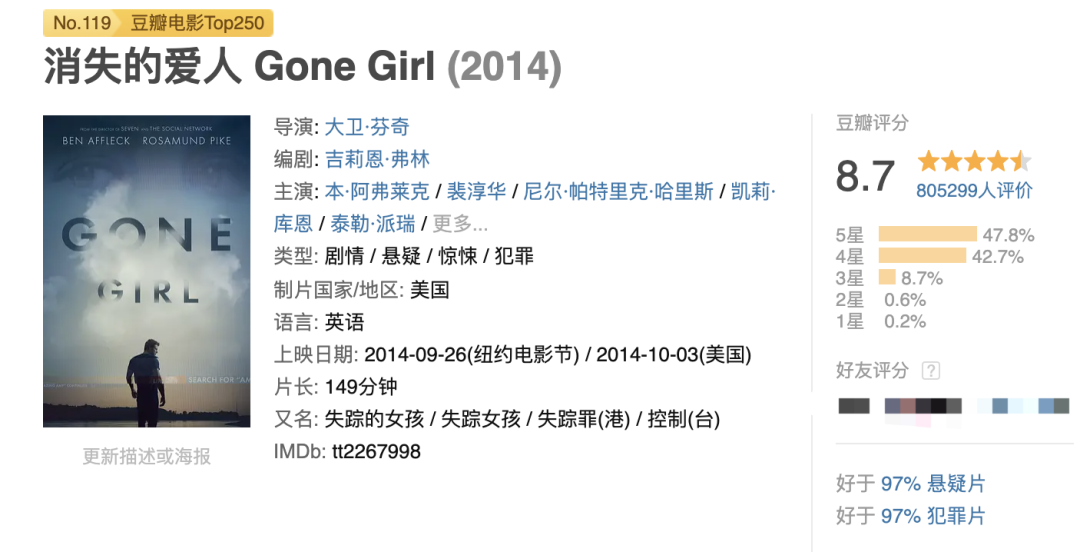 No.119 豆瓣电影Top250
消失的爱人 Gone Girl (2014)
FROM THE DIRECTOR OF SEVEN AND THE SOCIAL NETWORK
BEN AFFLECK ROSAMUND PIKE
GONE
GIRL
更新描述或海报
导演: 大卫·芬奇
编剧: 吉莉恩·弗林
主演: 本·阿弗莱克 / 裴淳华 / 尼尔·帕特里克·哈里斯 / 凯莉·
库恩 / 泰勒·派瑞 / 更多...
类型: 剧情 / 悬疑 / 惊悚 / 犯罪
制片国家/地区: 美国
语言: 英语
上映日期: 2014-09-26(纽约电影节) / 2014-10-03(美国)
片长: 149分钟
又名: 失踪的女孩 / 失踪女孩 / 失踪罪(港) / 控制(台)
IMDb: tt2267998
豆瓣评分
8.7
805299人评价
5星 47.8%
4星 42.7%
3星 8.7%
2星 0.6%
1星 0.2%
好友评分 ?
好于 97% 悬疑片
好于 97% 犯罪片